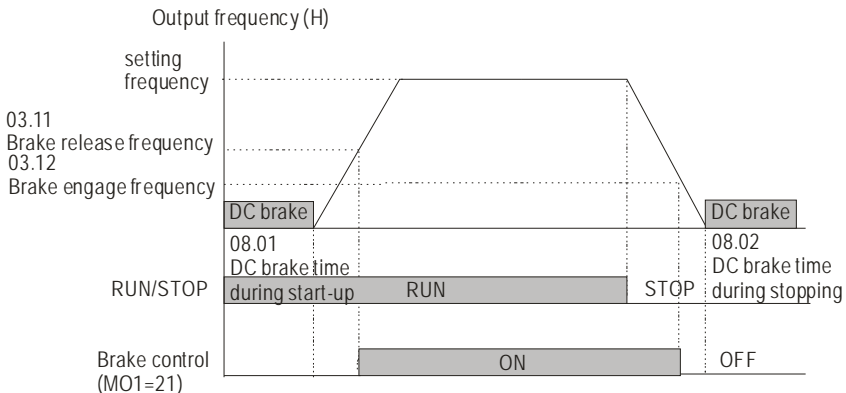 Output frequency (H)
setting
frequency
03.11
Brake release frequency
03.12
Brake engage frequency
DC brake
DC brake
08.01
DC brake time
during start-up
08.02
DC brake time
during stopping
RUN/STOP
RUN
STOP
Brake control
(MO1=21)
ON
OFF